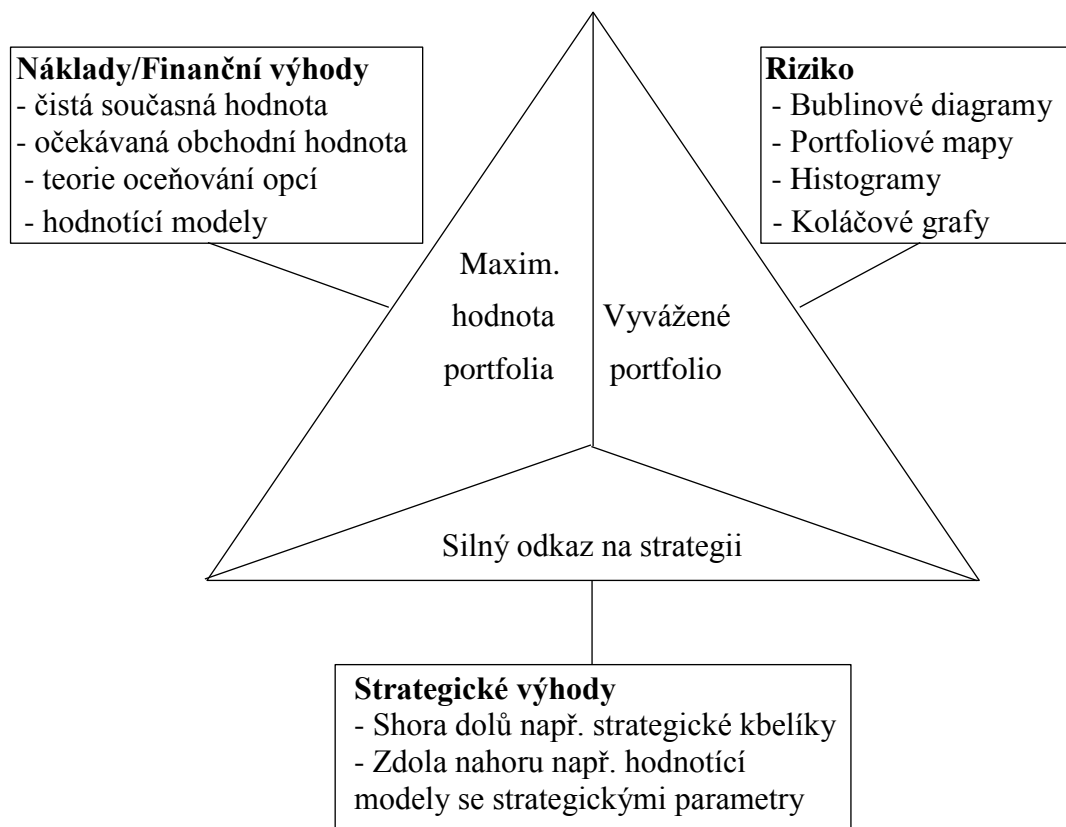 Náklady/Finanční výhody
- čistá současná hodnota
- očekávaná obchodní hodnota
- teorie oceňování opcí
- hodnotící modely
Riziko
- Bublinové diagramy
- Portfoliové mapy
- Histogramy
- Koláčové grafy
Maxim.
hodnota
portfolia
Vyvážené
portfolio
Silný odkaz na strategii
Strategické výhody
- Shora dolů např. strategické kbelíky
- Zdola nahoru např. hodnotící
modely se strategickými parametry